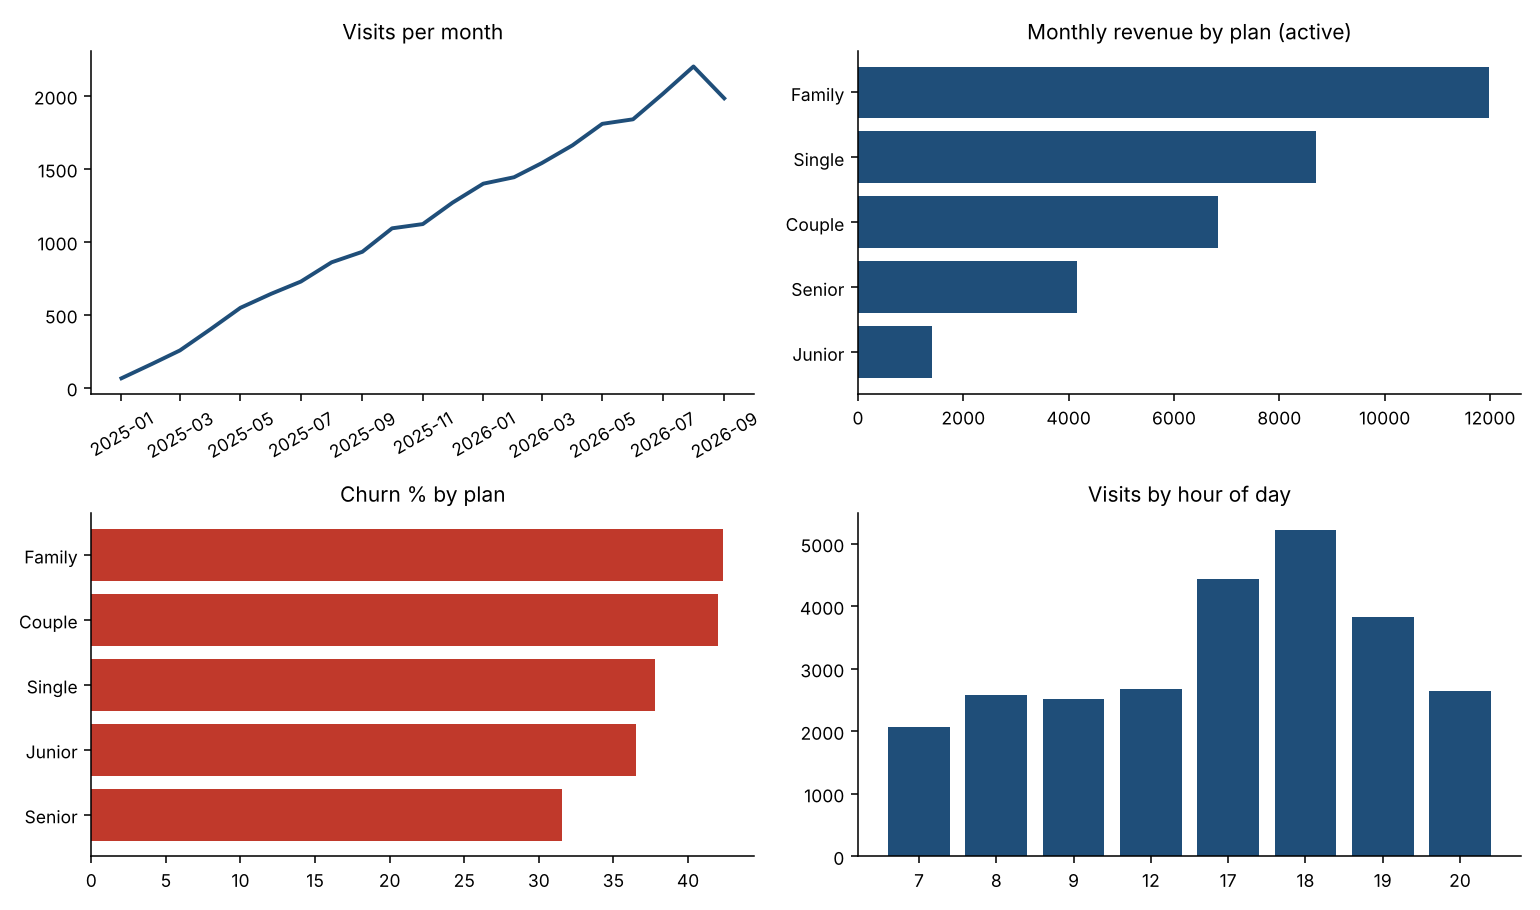 Visits per month
2000
1500
1000
500
0
2025-01 2025-03 2025-05 2025-07 2025-09 2025-11 2026-01 2026-03 2026-05 2026-07 2026-09
Monthly revenue by plan (active)
Family
Single
Couple
Senior
Junior
0 2000 4000 6000 8000 10000 12000
Churn % by plan
Family
Couple
Single
Junior
Senior
0 5 10 15 20 25 30 35 40
Visits by hour of day
5000
4000
3000
2000
1000
0
7 8 9 12 17 18 19 20